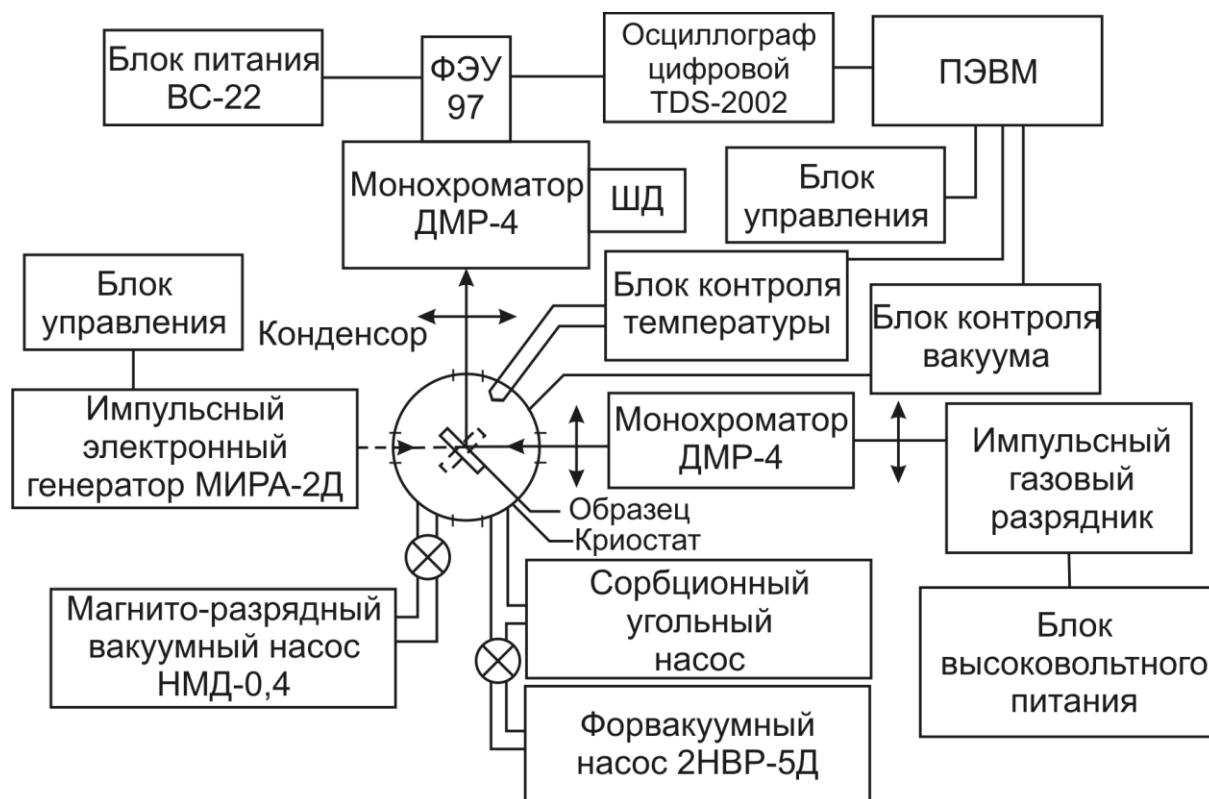 Блок питания
ВС-22
ФЭУ
97
Осциллограф
цифровой
TDS-2002
ПЭВМ
Монохроматор
ДМР-4
ШД
Блок
управления
Блок
управления
Конденсор
Блок контроля
температуры
Блок контроля
вакуума
Импульсный
электронный
генератор МИРА-2Д
Монохроматор
ДМР-4
Импульсный
газовый
разрядник
Образец
Криостат
Магнито-разрядный
вакуумный насос
НМД-0,4
Сорбционный
угольный
насос
Блок
высоковольтного
питания
Форвакуумный
насос 2НВР-5Д